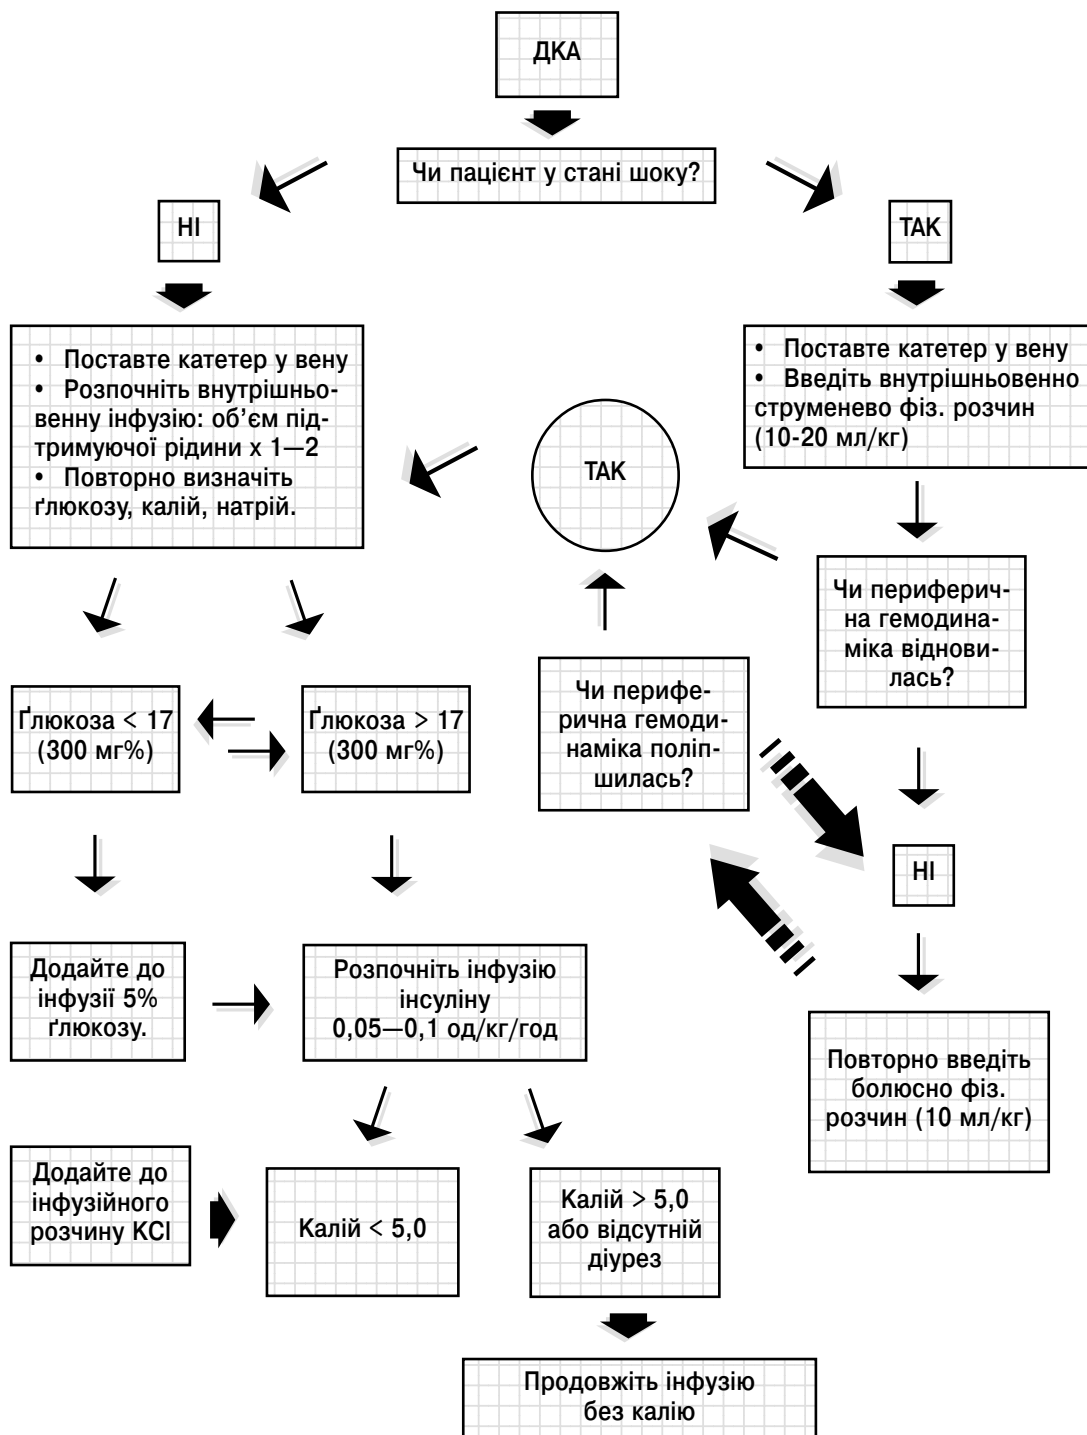 ДКА
Чи пацієнт у стані шоку?
НІ
ТАК
• Поставте катетер у вену
• Розпочніть внутрішньо-
венну інфузію: об’єм під-
тримуючої рідини x 1—2
• Повторно визначіть
ґлюкозу, калій, натрій.
• Поставте катетер у вену
• Введіть внутрішньовенно
струменево фіз. розчин
(10-20 мл/кг)
ТАК
Чи периферич-
на гемодина-
міка віднови-
лась?
Чи перифе-
рична гемоди-
наміка поліп-
шилась?
Ґлюкоза < 17
(300 мг%)
Ґлюкоза > 17
(300 мг%)
НІ
Додайте до
інфузії 5%
ґлюкозу.
Розпочніть інфузію
інсуліну
0,05—0,1 од/кг/год
Повторно введіть
болюсно фіз.
розчин (10 мл/кг)
Додайте до
інфузійного
розчину KCl
Калій < 5,0
Калій > 5,0
або відсутній
діурез
Продовжіть інфузію
без калію